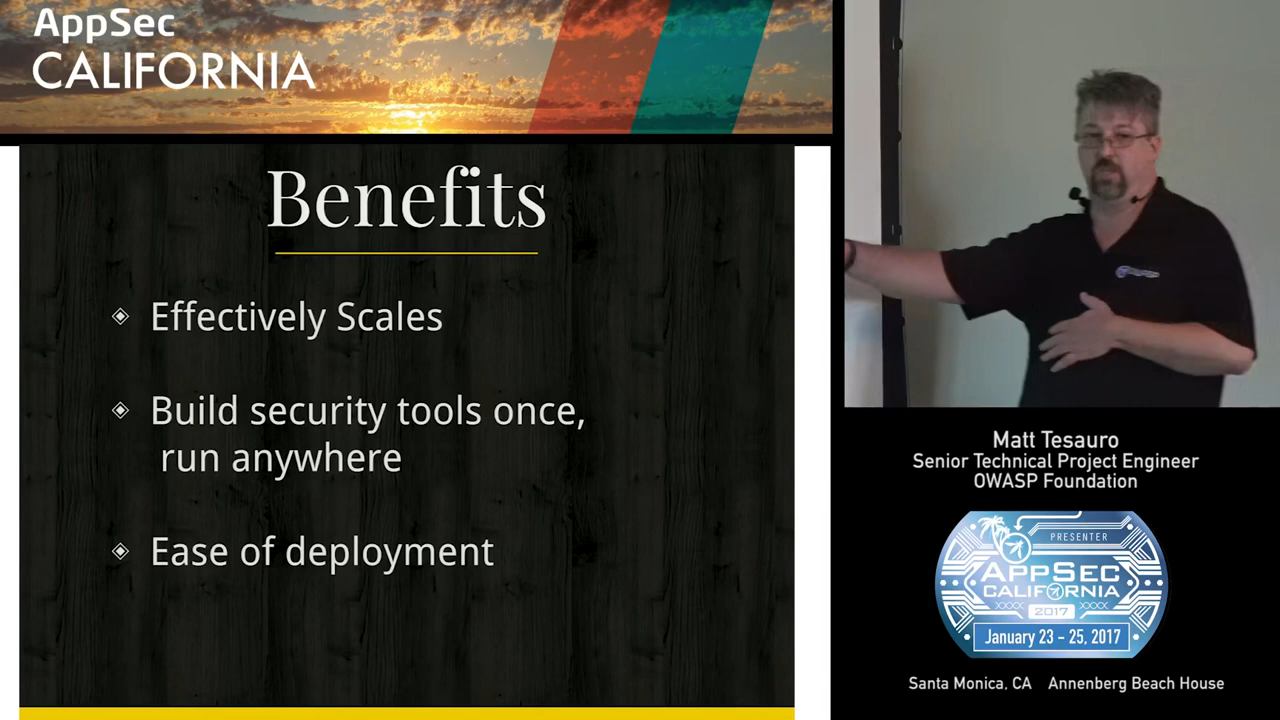 AppSec
CALIFORNIA
Benefits
Effectively Scales
Build security tools once,
run anywhere
Ease of deployment
Matt Tesauro
Senior Technical Project Engineer
OWASP Foundation
PRESENTER
APPSEC
CALIFORNIA
2017
January 23 - 25, 2017
Santa Monica, CA Annenberg Beach House